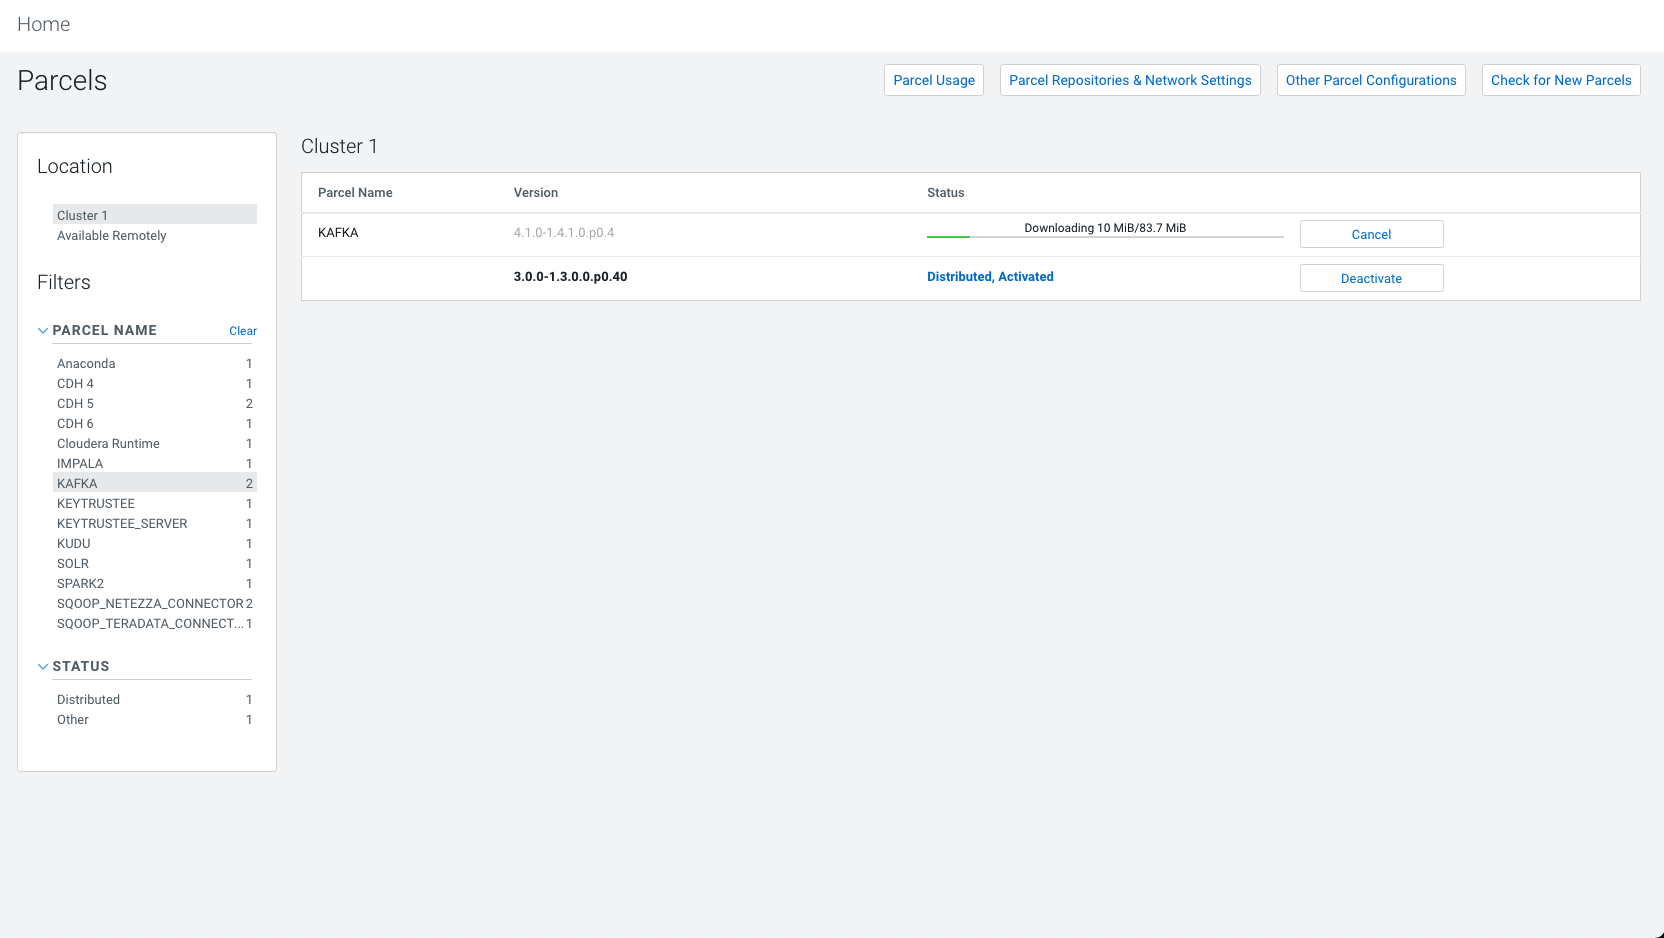 Home
Parcels
Parcel Usage
Parcel Repositories & Network Settings
Other Parcel Configurations
Check for New Parcels
Location
Cluster 1
Available Remotely
Filters
PARCEL NAME Clear
Anaconda 1
CDH 4 1
CDH 5 2
CDH 6 1
Cloudera Runtime 1
IMPALA 1
KAFKA 2
KEYTRUSTEE 1
KEYTRUSTEE_SERVER 1
KUDU 1
SOLR 1
SPARK2 1
SQOOP_NETEZZA_CONNECTOR 2
SQOOP_TERADATA_CONNECT... 1
STATUS
Distributed 1
Other 1
Cluster 1
Parcel Name Version Status
KAFKA 4.1.0-1.4.1.0.p0.4 Downloading 10 MiB/83.7 MiB Cancel
3.0.0-1.3.0.0.p0.40 Distributed, Activated Deactivate